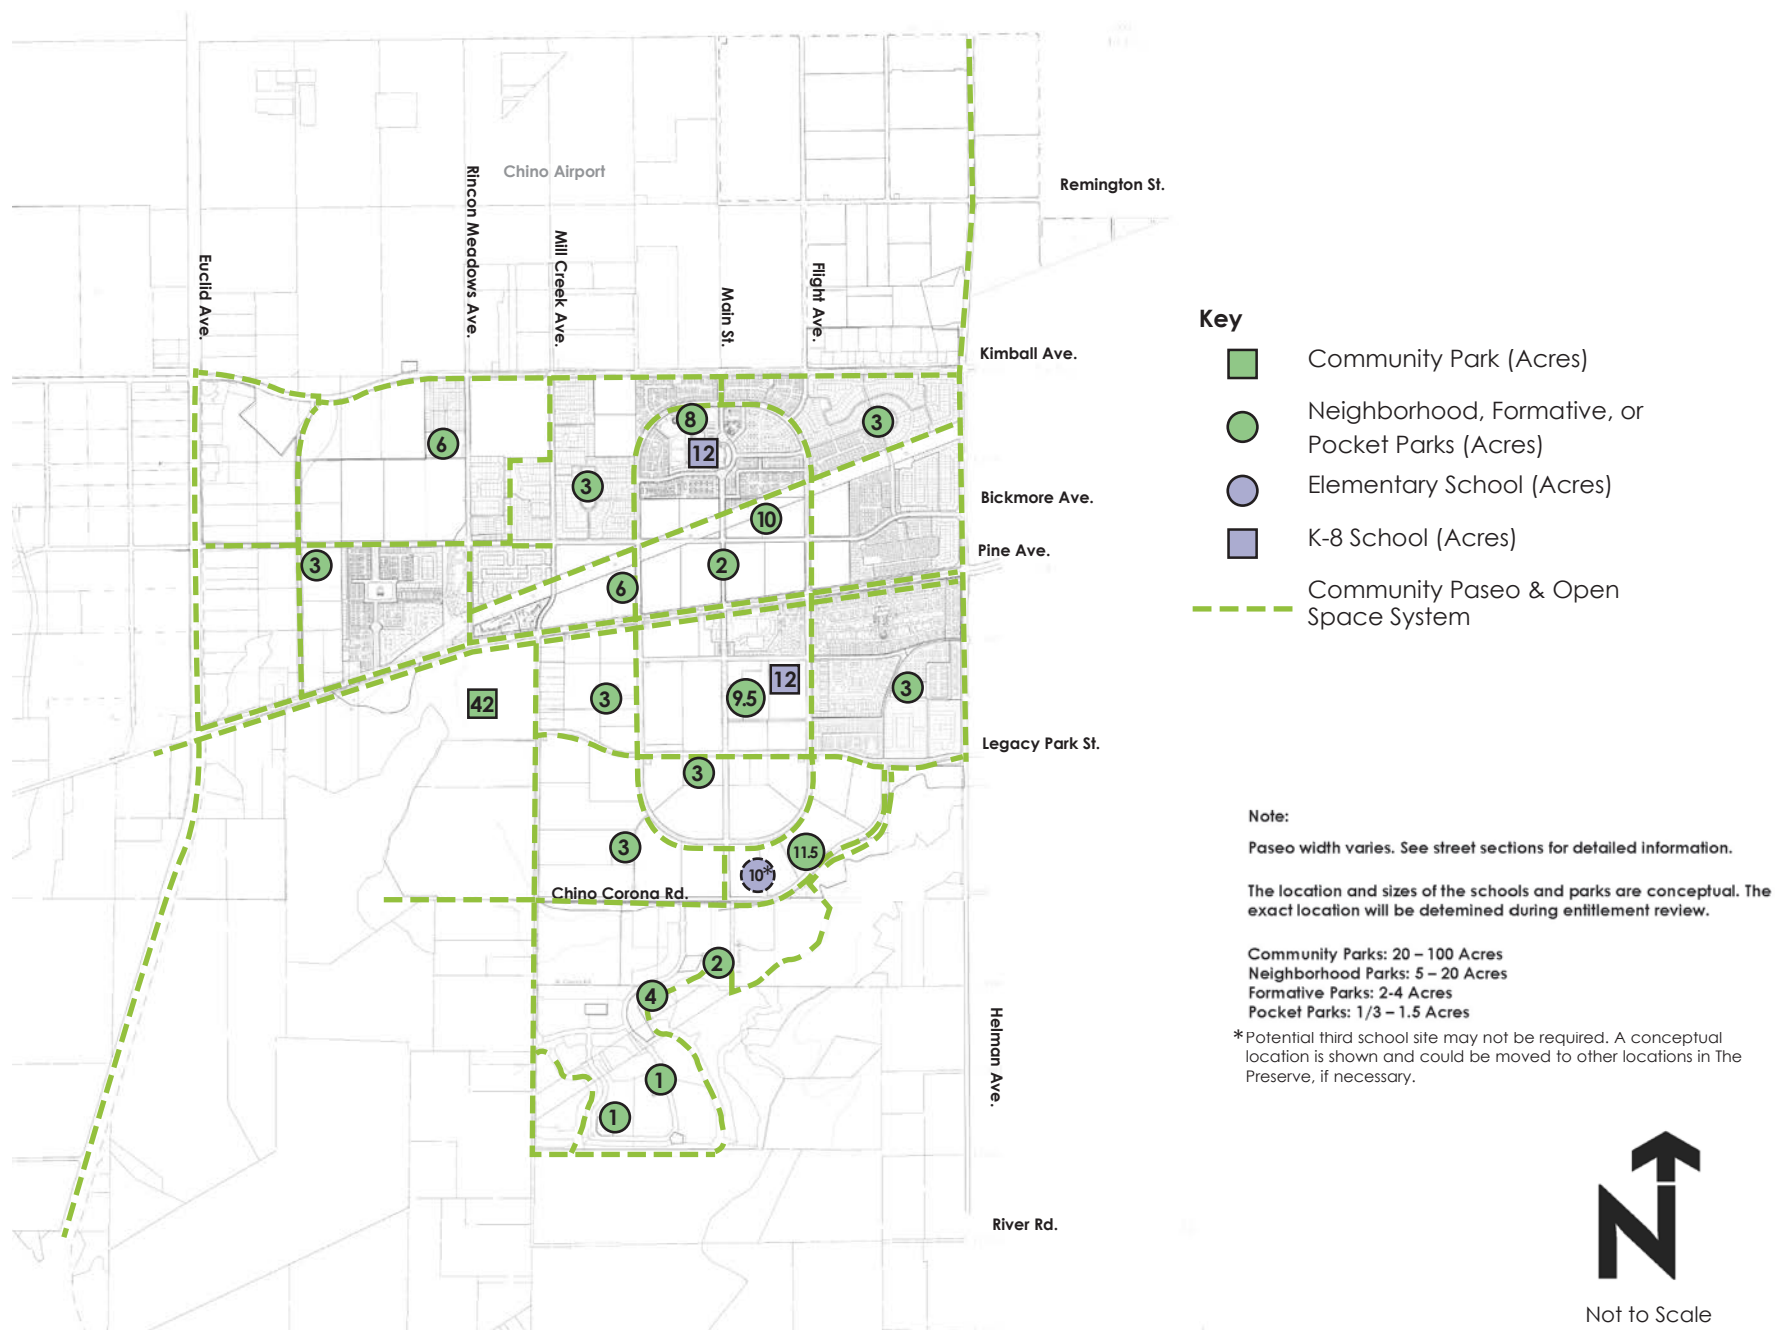 Chino Airport
Remington St.
Rincon Meadows Ave.
Mill Creek Ave.
Euclid Ave.
Flight Ave.
Main St.
Kimball Ave.
Bickmore Ave.
Pine Ave.
Legacy Park St.
Chino Corona Rd.
Helman Ave.
River Rd.
8
3
6
12
3
10
3
2
6
12
3
9.5
3
42
3
3
11.5
10*
2
4
1
1
Key
Community Park (Acres)
Neighborhood, Formative, or
Pocket Parks (Acres)
Elementary School (Acres)
K-8 School (Acres)
Community Paseo & Open
Space System
Note:
Paseo width varies. See street sections for detailed information.
The location and sizes of the schools and parks are conceptual. The
exact location will be detemined during entitlement review.
Community Parks: 20 – 100 Acres
Neighborhood Parks: 5 – 20 Acres
Formative Parks: 2-4 Acres
Pocket Parks: 1/3 – 1.5 Acres
*Potential third school site may not be required. A conceptual
location is shown and could be moved to other locations in The
Preserve, if necessary.
N
Not to Scale